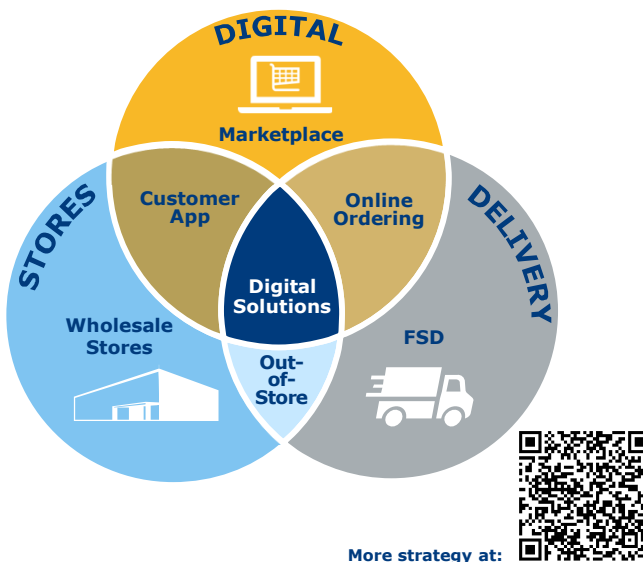 DIGITAL
Marketplace
STORES
Customer
App
Online
Ordering
DELIVERY
Digital
Solutions
Wholesale
Stores
FSD
Out-
of-
Store
More strategy at: